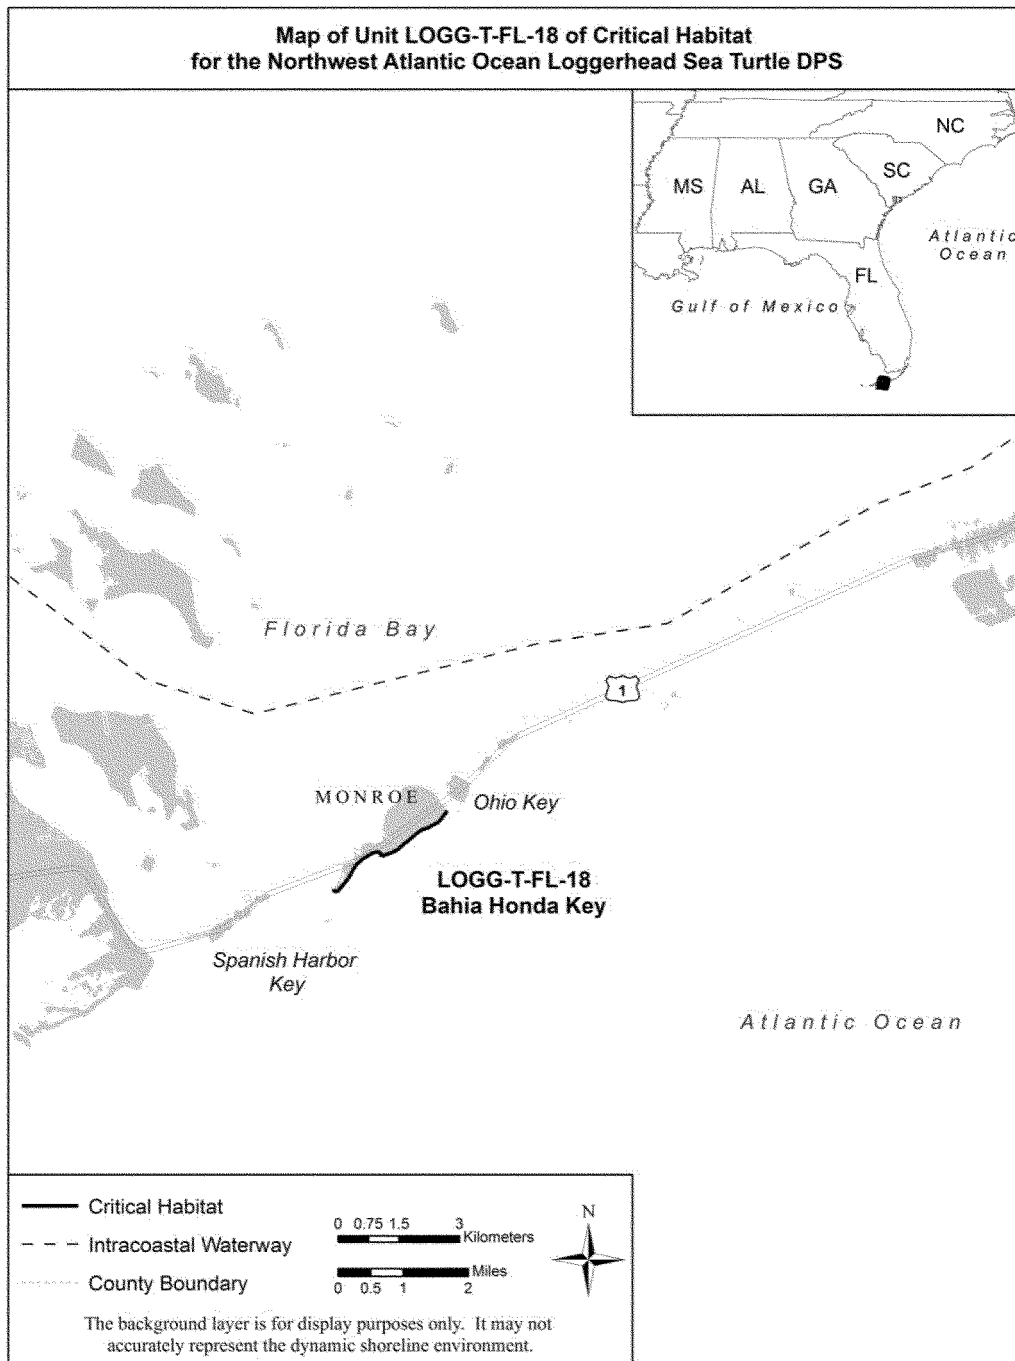 Map of Unit LOGG-T-FL-18 of Critical Habitat
for the Northwest Atlantic Ocean Loggerhead Sea Turtle DPS
NC
SC
MS
AL
GA
Atlantic
Ocean
FL
Gulf of Mexico
Florida Bay
1
MONROE
Ohio Key
LOGG-T-FL-18
Bahia Honda Key
Spanish Harbor
Key
Atlantic Ocean
Critical Habitat
Intracoastal Waterway
County Boundary
0 0.75 1.5 3
Kilometers
Miles
0 0.5 1 2
N
The background layer is for display purposes only. It may not
accurately represent the dynamic shoreline environment.